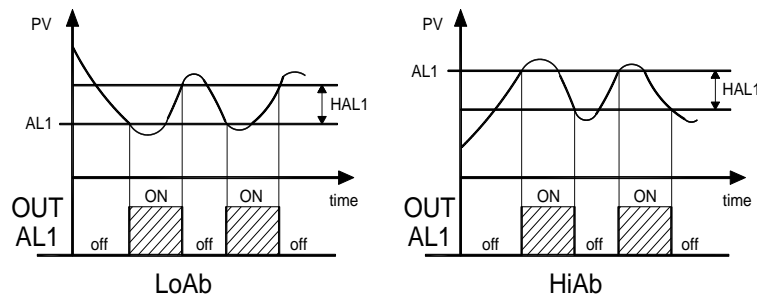 PV
HAL1
AL1
time
ON ON
OUT
AL1
off off off
LoAb
PV
AL1
HAL1
time
ON ON
OUT
AL1
off off off
HiAb